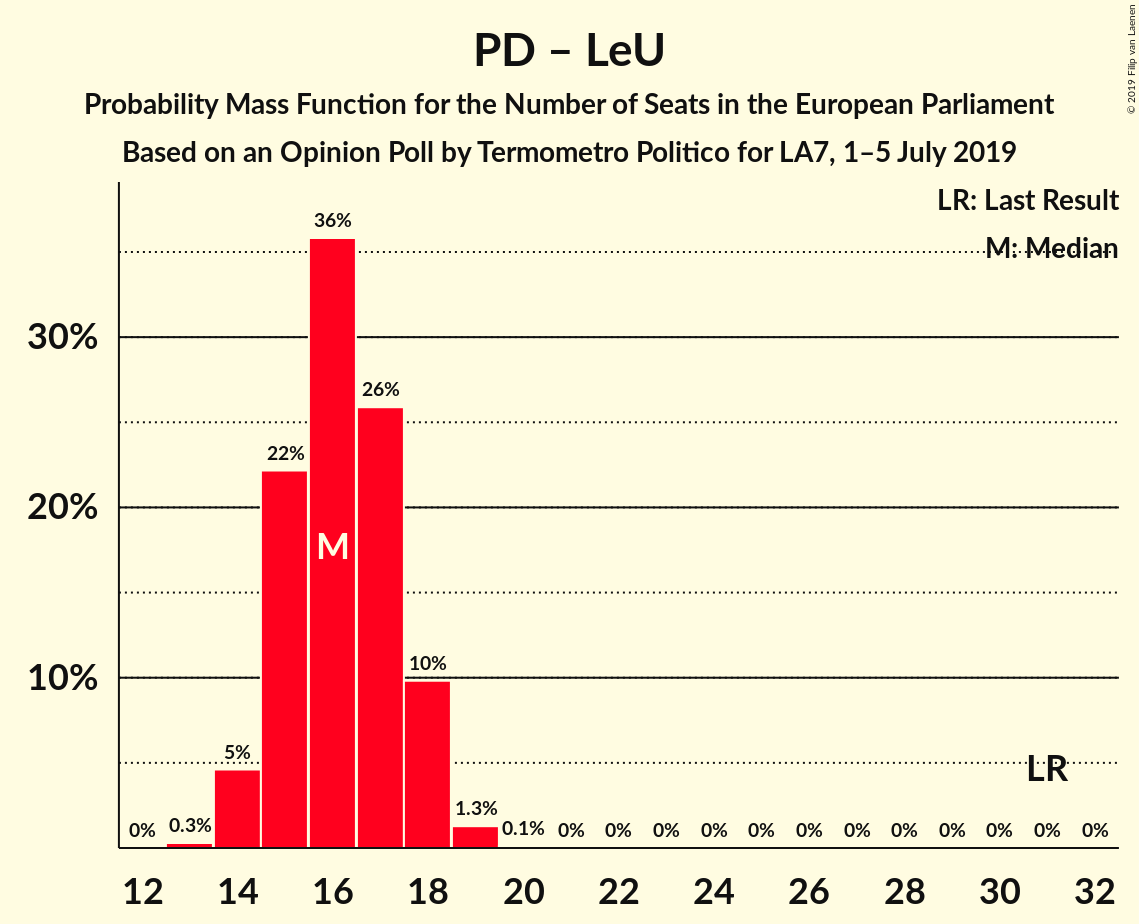 PD – LeU
Probability Mass Function for the Number of Seats in the European Parliament
Based on an Opinion Poll by Termometro Politico for LA7, 1–5 July 2019
© 2019 Filip van Laenen
LR: Last Result
M: Median
36%
30%
26%
22%
20%
M
10%
10%
5%
LR
1.3%
0% 0.3% 0.1% 0% 0% 0% 0% 0% 0% 0% 0% 0% 0% 0% 0%
12 14 16 18 20 22 24 26 28 30 32